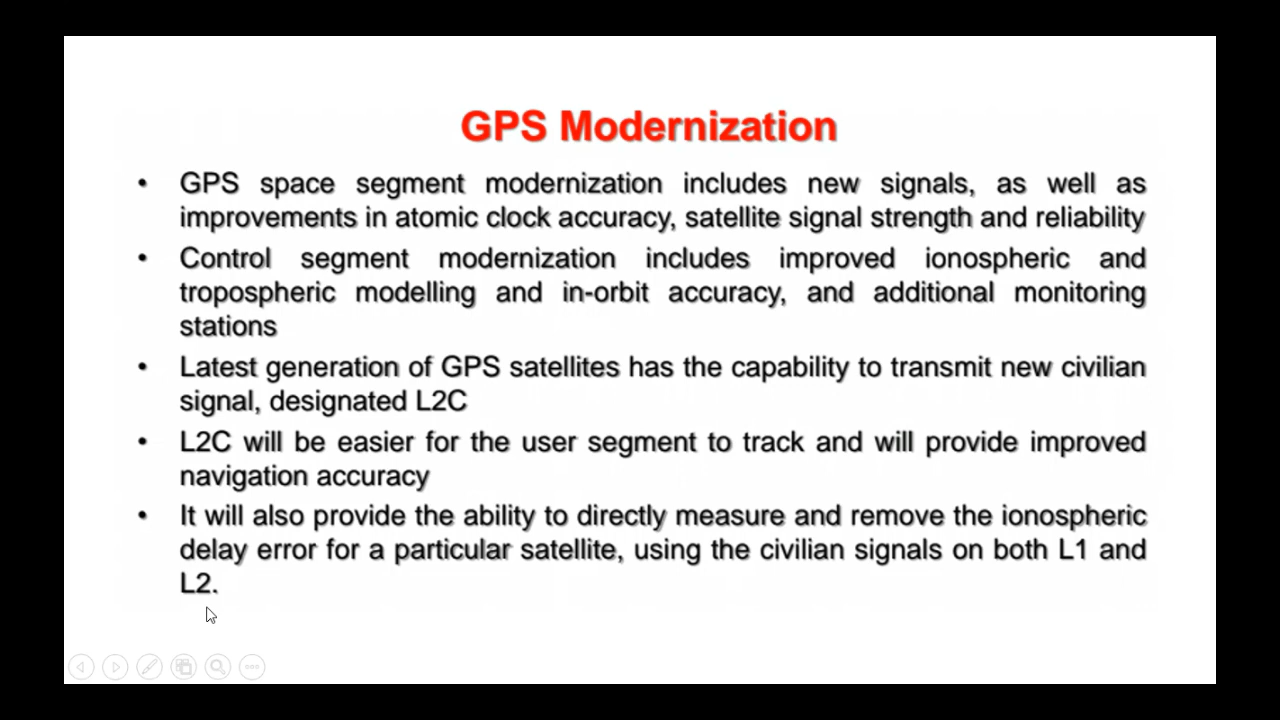 GPS Modernization
• GPS space segment modernization includes new signals, as well as
improvements in atomic clock accuracy, satellite signal strength and reliability
• Control segment modernization includes improved ionospheric and
tropospheric modelling and in-orbit accuracy, and additional monitoring
stations
• Latest generation of GPS satellites has the capability to transmit new civilian
signal, designated L2C
• L2C will be easier for the user segment to track and will provide improved
navigation accuracy
• It will also provide the ability to directly measure and remove the ionospheric
delay error for a particular satellite, using the civilian signals on both L1 and
L2.